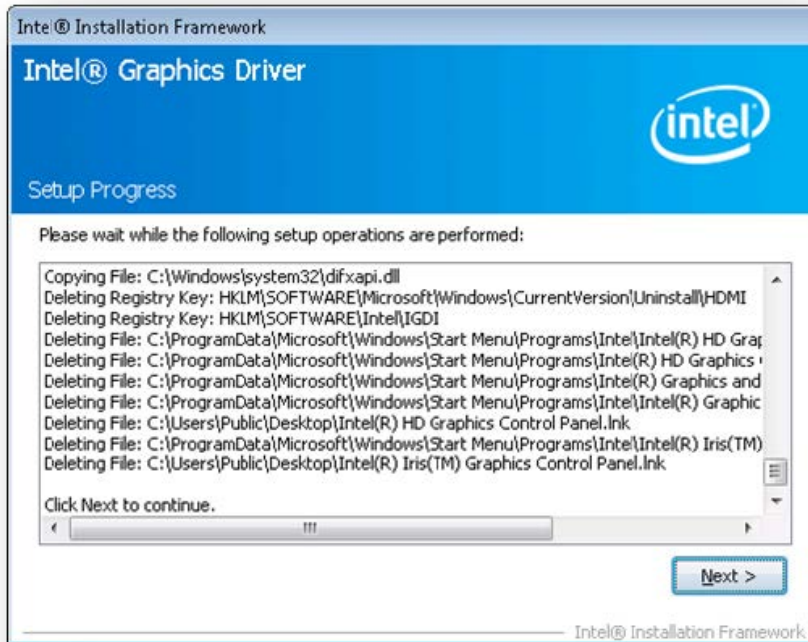 Intel® Installation Framework
Intel® Graphics Driver
intel
Setup Progress
Please wait while the following setup operations are performed:
Copying File: C:\Windows\system32\difxapi.dll
Deleting Registry Key: HKLM\SOFTWARE\Microsoft\Windows\CurrentVersion\Uninstall\HDMI
Deleting Registry Key: HKLM\SOFTWARE\Intel\IGDI
Deleting File: C:\ProgramData\Microsoft\Windows\Start Menu\Programs\Intel\Intel(R) HD Grap
Deleting File: C:\ProgramData\Microsoft\Windows\Start Menu\Programs\Intel(R) HD Graphics
Deleting File: C:\ProgramData\Microsoft\Windows\Start Menu\Programs\Intel(R) Graphics and
Deleting File: C:\ProgramData\Microsoft\Windows\Start Menu\Programs\Intel\Intel(R) Graphic
Deleting File: C:\Users\Public\Desktop\Intel(R) HD Graphics Control Panel.lnk
Deleting File: C:\ProgramData\Microsoft\Windows\Start Menu\Programs\Intel\Intel(R) Iris(TM)
Deleting File: C:\Users\Public\Desktop\Intel(R) Iris(TM) Graphics Control Panel.lnk
Click Next to continue.
Next >
Intel® Installation Framework